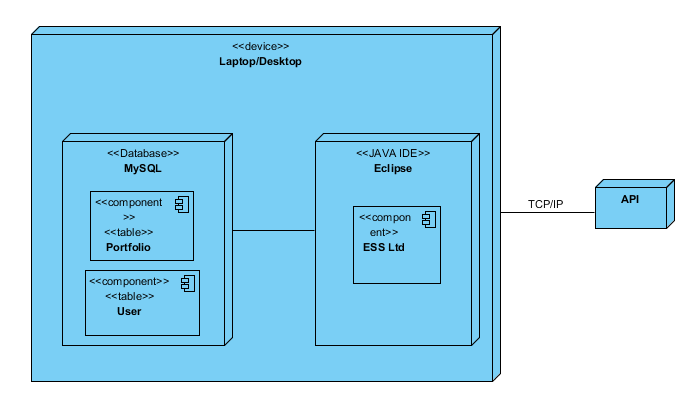 <<device>>
Laptop/Desktop
<<Database>>
MySQL
<<component
>>
<<table>>
Portfolio
<<component>>
<<table>>
User
<<JAVA IDE>>
Eclipse
<<compon
ent>>
ESS Ltd
TCP/IP
API